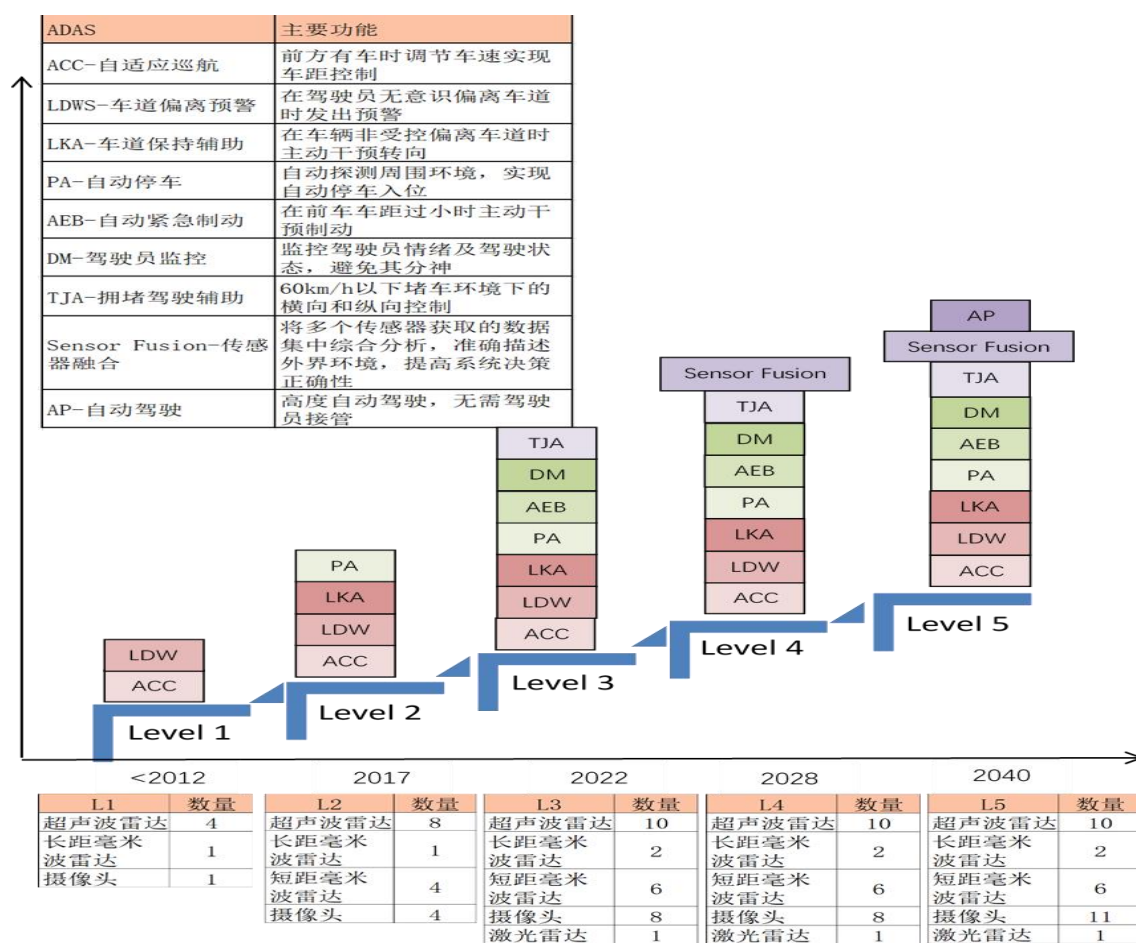 ADAS 主要功能
ACC-自适应巡航 前方有车时调节车速实现
车距控制
LDWS-车道偏离预警 在驾驶员无意识偏离车道
时发出预警
LKA-车道保持辅助 在车辆非受控偏离车道时
主动干预转向
PA-自动停车 自动探测周围环境，实现
自动停车入位
AEB-自动紧急制动 在前车车距过小时主动干
预制动
DM-驾驶员监控 监控驾驶员情绪及驾驶状
态，避免其分神
TJA-拥堵驾驶辅助 60km/h以下堵车环境下的
横向和纵向控制
Sensor Fusion-传感
器融合
将多个传感器获取的数据
集中综合分析，准确描述
外界环境，提高系统决策
正确性
AP-自动驾驶 高度自动驾驶，无需驾驶
员接管
LDW
ACC
Level 1
PA
LKA
LDW
ACC
Level 2
TJA
DM
AEB
PA
LKA
LDW
ACC
Level 3
Sensor Fusion
TJA
DM
AEB
PA
LKA
LDW
ACC
Level 4
AP
Sensor Fusion
TJA
DM
AEB
PA
LKA
LDW
ACC
Level 5
<2012 2017 2022 2028 2040
L1 数量
超声波雷达 4
长距毫米
波雷达 1
摄像头 1
L2 数量
超声波雷达 8
长距毫米
波雷达 1
短距毫米
波雷达 4
摄像头 4
L3 数量
超声波雷达 10
长距毫米
波雷达 2
短距毫米
波雷达 6
摄像头 8
激光雷达 1
L4 数量
超声波雷达 10
长距毫米
波雷达 2
短距毫米
波雷达 6
摄像头 8
激光雷达 1
L5 数量
超声波雷达 10
长距毫米
波雷达 2
短距毫米
波雷达 6
摄像头 11
激光雷达 1